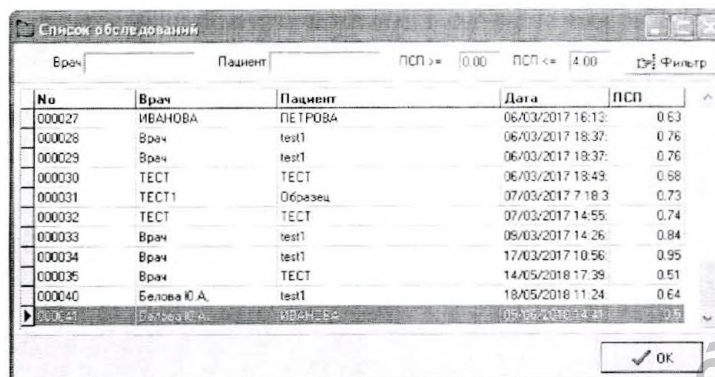 Список обследований
Врач Пациент ПСП >= 0.00 ПСП <= 4.00 Фильтр
No Врач Пациент Дата ПСП
000027 ИВАНОВА ПЕТРОВА 06/03/2017 16:13: 0.63
000028 Врач test1 06/03/2017 18:37: 0.76
000029 Врач test1 06/03/2017 18:37: 0.76
000030 ТЕСТ ТЕСТ 06/03/2017 18:49: 0.68
000031 ТЕСТ1 Образец 07/03/2017 7:18:3 0.73
000032 ТЕСТ ТЕСТ 07/03/2017 14:55: 0.74
000033 Врач test1 09/03/2017 14:26: 0.84
000034 Врач test1 17/03/2017 10:56: 0.95
000035 Врач ТЕСТ 14/05/2018 17:39: 0.51
000040 Белова Ю.А. test1 18/05/2018 11:24: 0.64
000041 Белова Ю.А. ИВАНОВА
OK